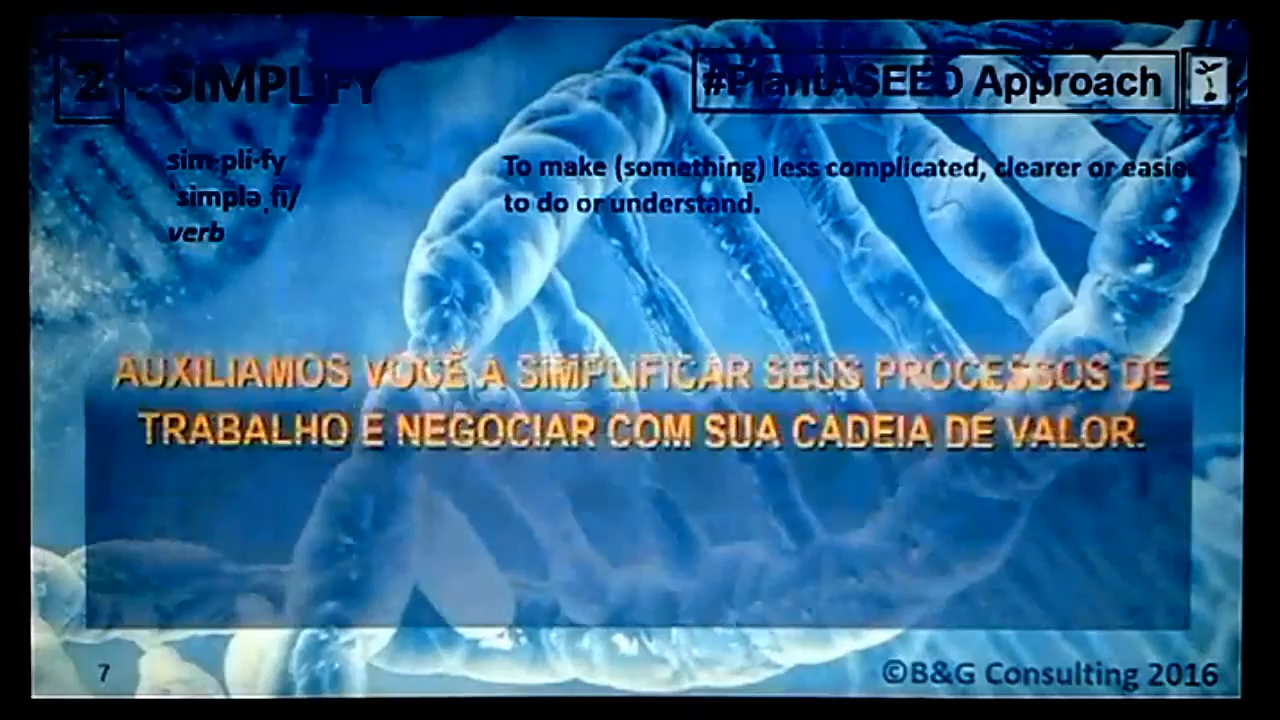 2 - SIMPLIFY
#PlantASEED Approach
sim·pli·fy
ˈsimpləˌfī/
verb
To make (something) less complicated, clearer or easier
to do or understand.
AUXILIAMOS VOCÊ A SIMPLIFICAR SEUS PROCESSOS DE
TRABALHO E NEGOCIAR COM SUA CADEIA DE VALOR.
7
©B&G Consulting 2016